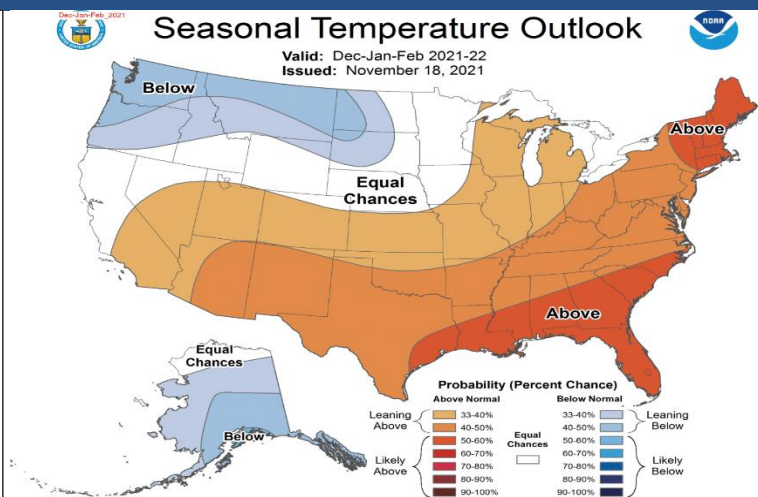 Dec-Jan-Feb_2021
Seasonal Temperature Outlook
NOAA
Valid: Dec-Jan-Feb 2021-22
Issued: November 18, 2021
Below
Above
Equal
Chances
Above
Equal
Chances
Below
Probability (Percent Chance)
Above Normal
Below Normal
Leaning
Above
33-40%
40-50%
33-40%
40-50%
Leaning
Below
Likely
Above
50-60%
60-70%
70-80%
80-90%
90-100%
Equal
Chances
50-60%
60-70%
70-80%
80-90%
90-100%
Likely
Below